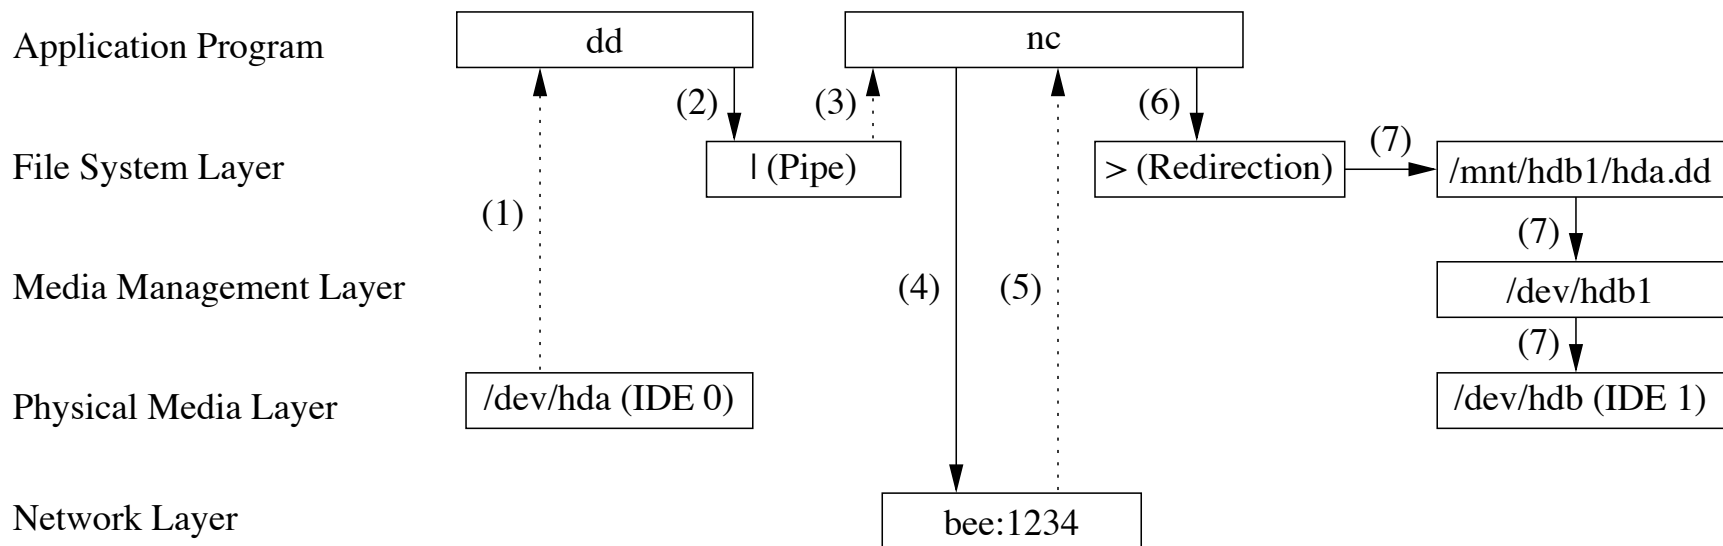 Application Program
dd
nc
(2)
(3)
(6)
File System Layer
| (Pipe)
> (Redirection)
(7)
/mnt/hdb1/hda.dd
(1)
(7)
Media Management Layer
(4)
(5)
/dev/hdb1
(7)
Physical Media Layer
/dev/hda (IDE 0)
/dev/hdb (IDE 1)
Network Layer
bee:1234